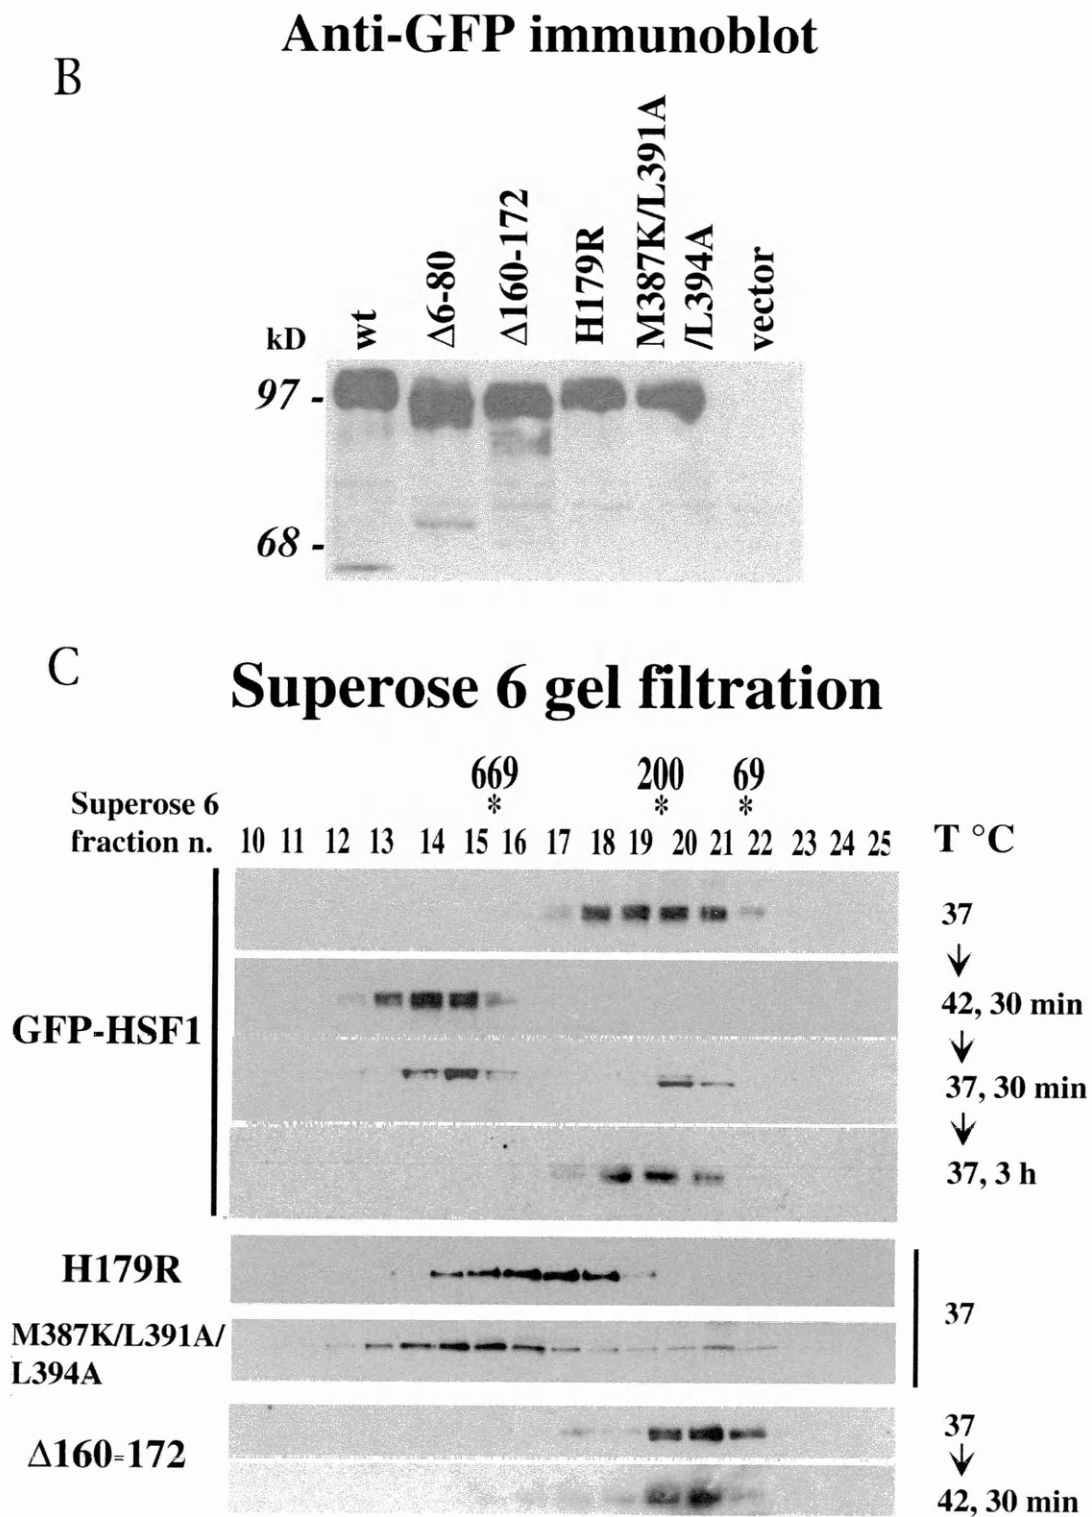 Anti-GFP immunoblot
B
wt
Δ6-80
Δ160-172
H179R
M387K/L391A
/L394A
vector
kD
97 -
68 -
C
Superose 6 gel filtration
669 200 69
* * *
Superose 6
fraction n. 10 11 12 13 14 15 16 17 18 19 20 21 22 23 24 25 T °C
37
42, 30 min
GFP-HSF1
37, 30 min
37, 3 h
H179R
37
M387K/L391A/
L394A
Δ160=172
37
42, 30 min